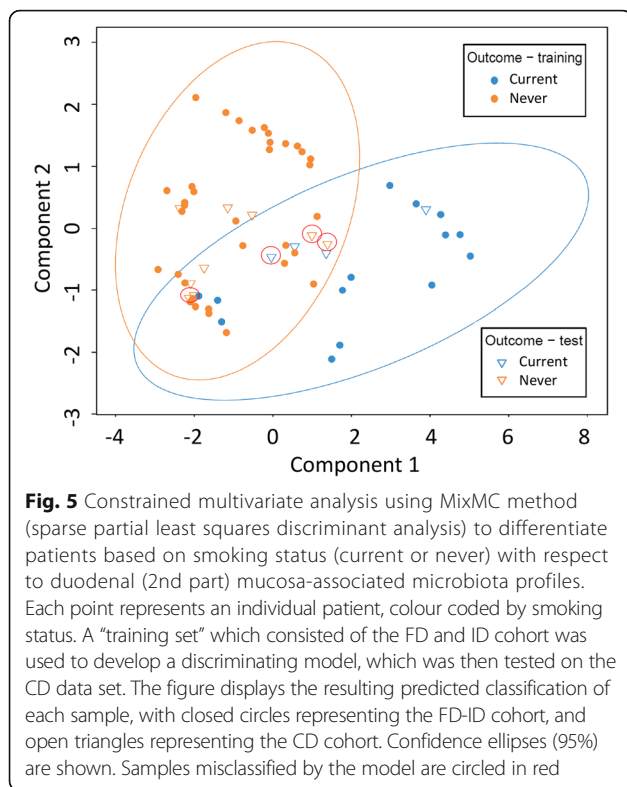 3
2
1
0
-1
-2
-3
Component 2
Outcome – training
Current
Never
Outcome – test
Current
Never
-4 -2 0 2 4 6 8
Component 1
Fig. 5 Constrained multivariate analysis using MixMC method
(sparse partial least squares discriminant analysis) to differentiate
patients based on smoking status (current or never) with respect
to duodenal (2nd part) mucosa-associated microbiota profiles.
Each point represents an individual patient, colour coded by smoking
status. A “training set” which consisted of the FD and ID cohort was
used to develop a discriminating model, which was then tested on the
CD data set. The figure displays the resulting predicted classification of
each sample, with closed circles representing the FD-ID cohort, and
open triangles representing the CD cohort. Confidence ellipses (95%)
are shown. Samples misclassified by the model are circled in red